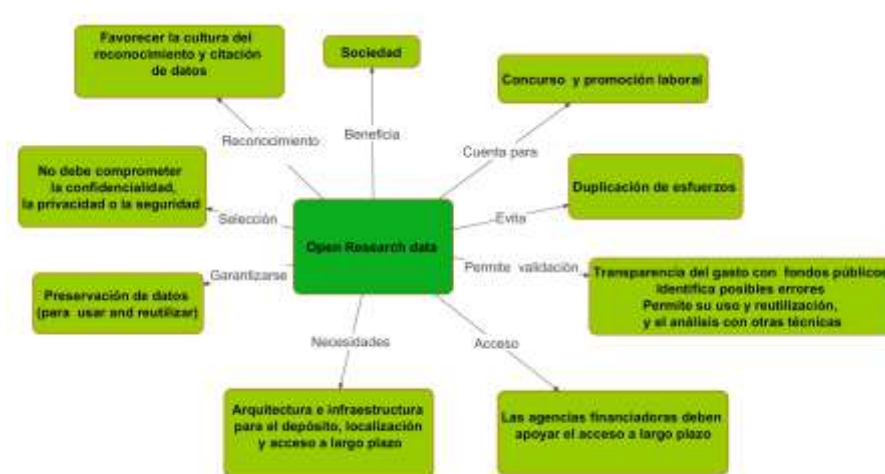 Favorecer la cultura del
reconocimiento y citación
de datos
Sociedad
Concurso y promoción laboral
Reconocimiento
Beneficia
Cuenta para
No debe comprometer
la confidencialidad,
la privacidad o la seguridad
Selección
Duplicación de esfuerzos
Evita
Open Research data
Garantizarse
Permite validación
Preservación de datos
(para usar and reutilizar)
Transparencia del gasto con fondos públicos
Identifica posibles errores
Permite su uso y reutilización,
y el análisis con otras técnicas
Necesidades
Acceso
Arquitectura e infraestructura
para el depósito, localización
y acceso a largo plazo
Las agencias financiadoras deben
apoyar el acceso a largo plazo